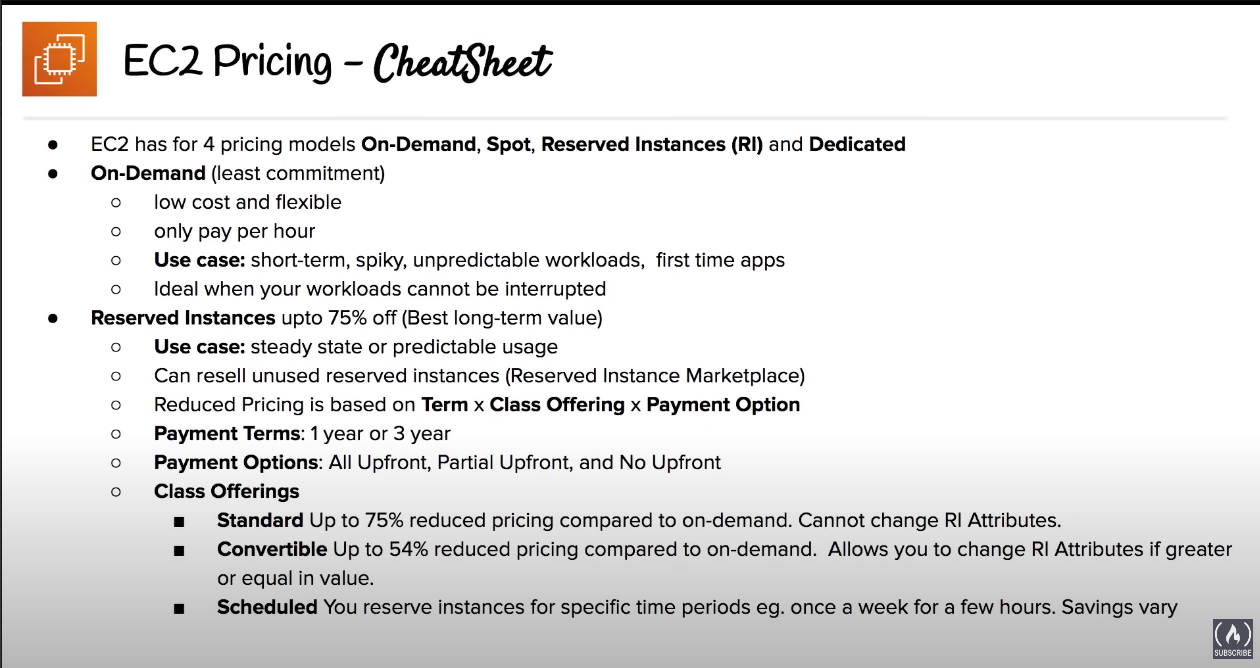 EC2 Pricing – CheatSheet
● EC2 has for 4 pricing models On-Demand, Spot, Reserved Instances (RI) and Dedicated
● On-Demand (least commitment)
○ low cost and flexible
○ only pay per hour
○ Use case: short-term, spiky, unpredictable workloads,  first time apps
○ Ideal when your workloads cannot be interrupted
● Reserved Instances upto 75% off (Best long-term value)
○ Use case: steady state or predictable usage
○ Can resell unused reserved instances (Reserved Instance Marketplace)
○ Reduced Pricing is based on Term x Class Offering x Payment Option
○ Payment Terms: 1 year or 3 year
○ Payment Options: All Upfront, Partial Upfront, and No Upfront
○ Class Offerings
■ Standard Up to 75% reduced pricing compared to on-demand. Cannot change RI Attributes.
■ Convertible Up to 54% reduced pricing compared to on-demand.  Allows you to change RI Attributes if greater
or equal in value.
■ Scheduled You reserve instances for specific time periods eg. once a week for a few hours. Savings vary
SUBSCRIBE